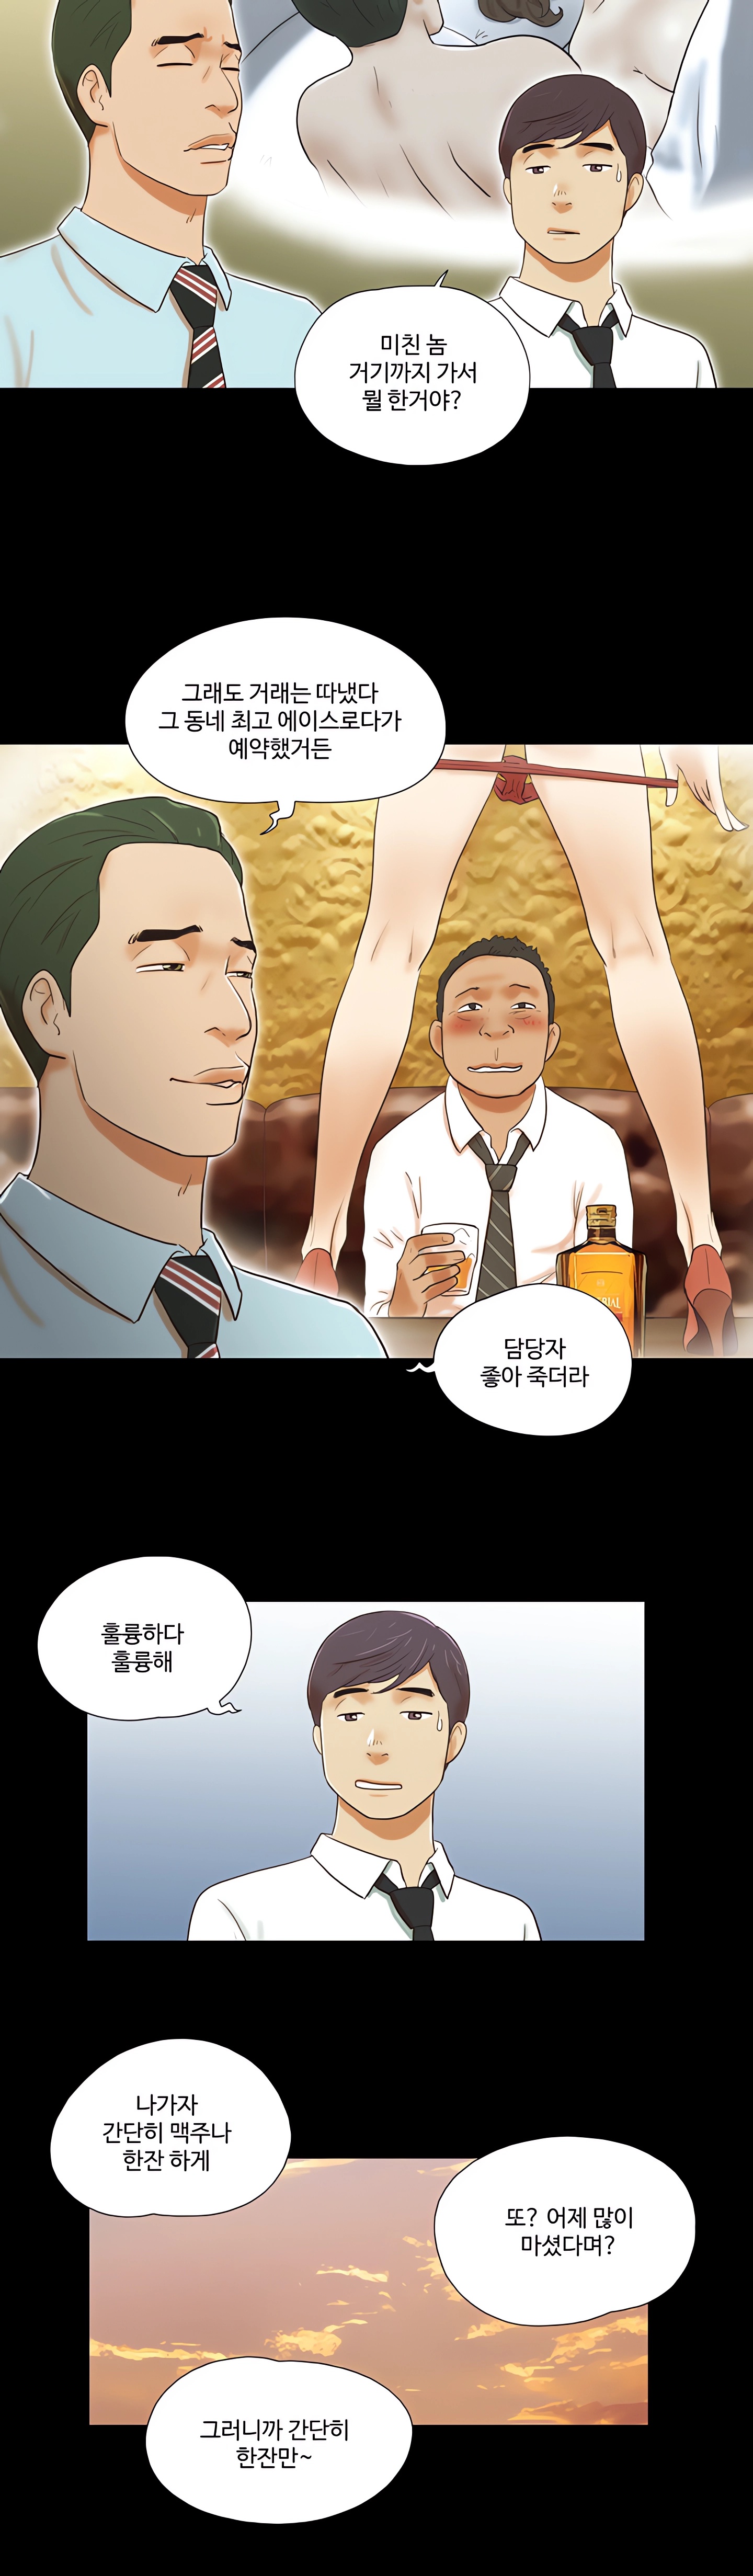 미친 놈
거기까지 가서
뭘 한거야?
그래도 거래는 따냈다
그 동네 최고 에이스로다가
예약했거든
담당자
좋아 죽더라
훌륭하다
훌륭해
나가자
간단히 맥주나
한잔 하게
또? 어제 많이
마셨다며?
그러니까 간단히
한잔만~